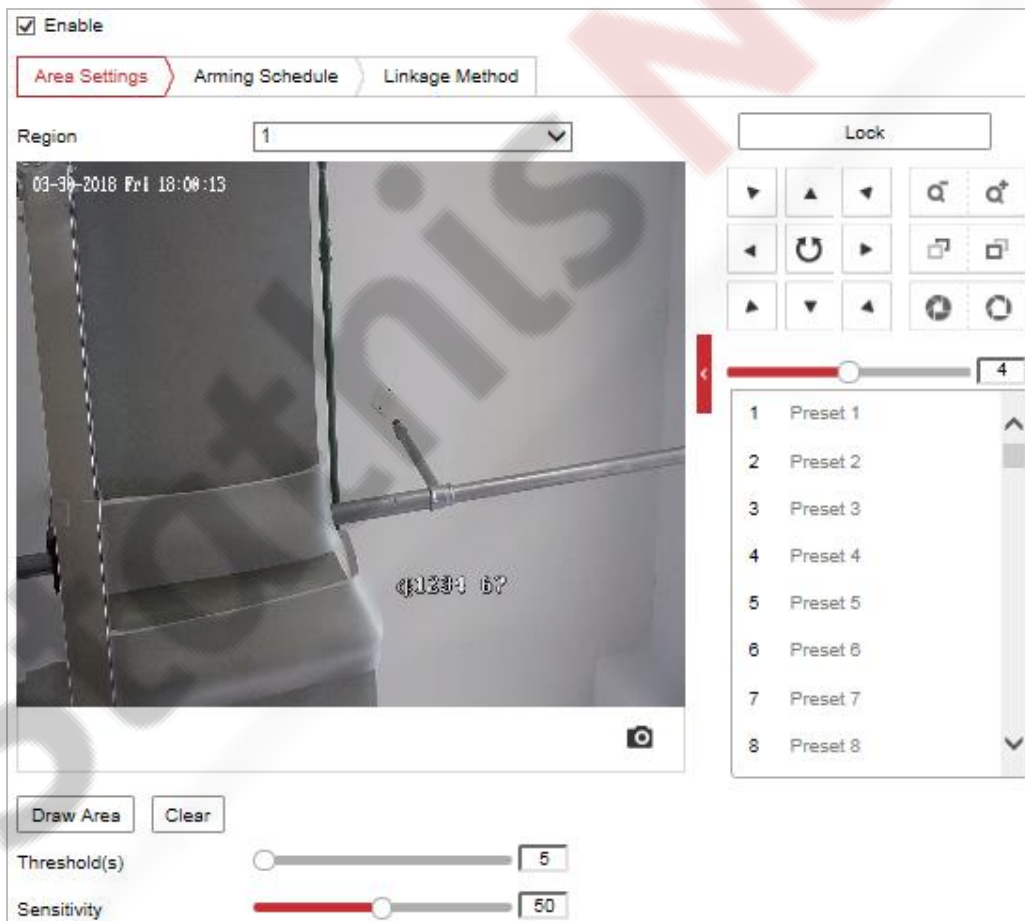 Enable
Area Settings Arming Schedule Linkage Method
Region 1
Lock
03-30-2018 Fri 18:00:13
4
1 Preset 1
2 Preset 2
3 Preset 3
4 Preset 4
5 Preset 5
6 Preset 6
7 Preset 7
8 Preset 8
Draw Area Clear
Threshold(s) 5
Sensitivity 50